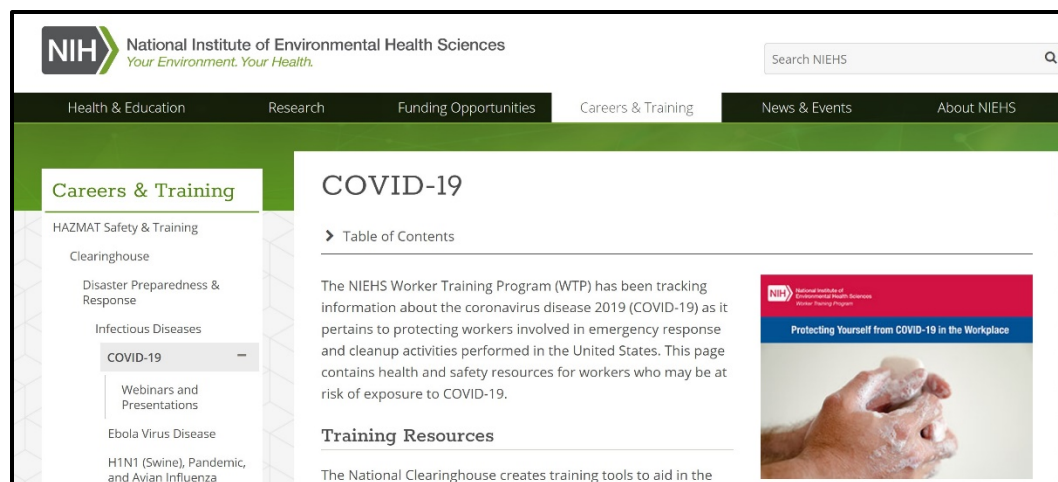 NIH National Institute of Environmental Health Sciences
Your Environment. Your Health.
Search NIEHS
Health & Education Research Funding Opportunities Careers & Training News & Events About NIEHS
Careers & Training
HAZMAT Safety & Training
Clearinghouse
Disaster Preparedness &
Response
Infectious Diseases
COVID-19
Webinars and
Presentations
Ebola Virus Disease
H1N1 (Swine), Pandemic,
and Avian Influenza
COVID-19
Table of Contents
The NIEHS Worker Training Program (WTP) has been tracking
information about the coronavirus disease 2019 (COVID-19) as it
pertains to protecting workers involved in emergency response
and cleanup activities performed in the United States. This page
contains health and safety resources for workers who may be at
risk of exposure to COVID-19.
Training Resources
The National Clearinghouse creates training tools to aid in the
NIH National Institute of
Environmental Health Sciences
Worker Training Program
Protecting Yourself from COVID-19 in the Workplace